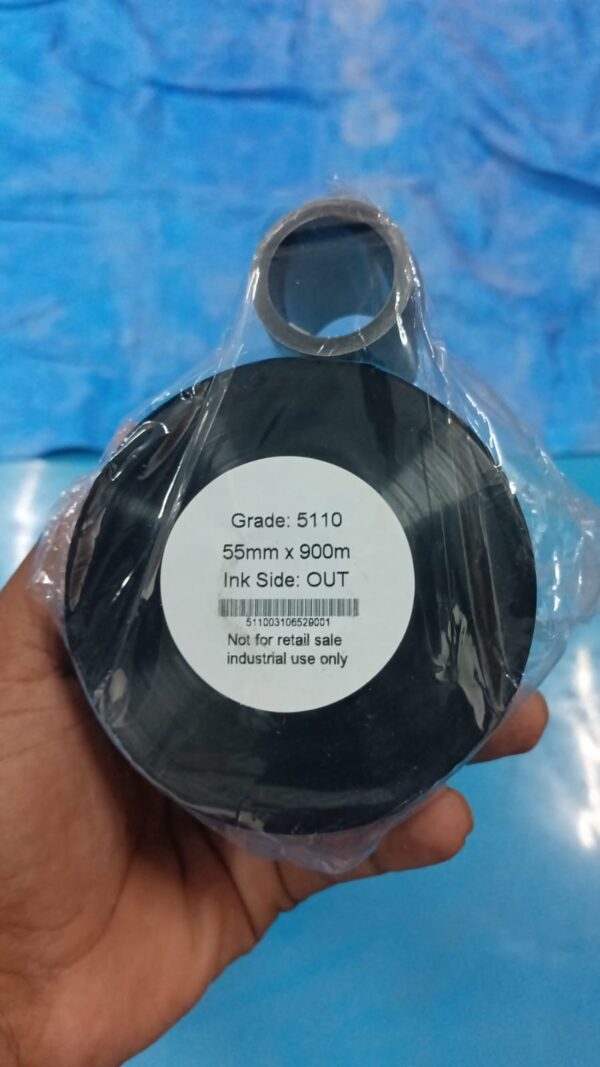 Grade: 5110
55mm x 900m
Ink Side: OUT
511003106529001
Not for retail sale
industrial use only